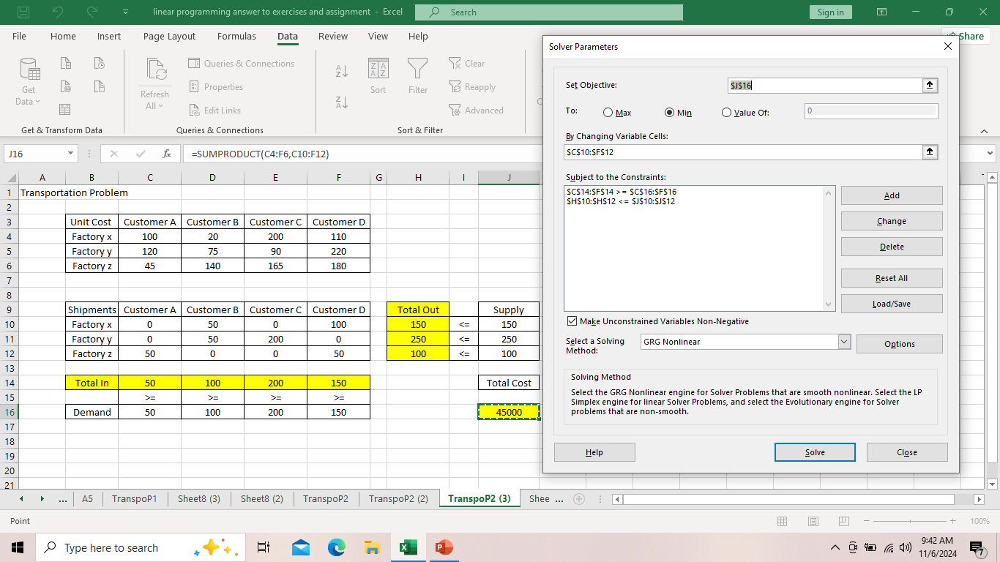 linear programming answer to exercises and assignment - Excel
Search
Sign in
File Home Insert Page Layout Formulas Data Review View Help
Share
Get Data
Refresh All
Queries & Connections
Properties
Edit Links
Sort
Filter
Clear
Reapply
Advanced
Get & Transform Data
Queries & Connections
Sort & Filter
J16
fx
=SUMPRODUCT(C4:F6,C10:F12)
A B C D E F G H I J
1 Transportation Problem
2
3 Unit Cost Customer A Customer B Customer C Customer D
4 Factory x 100 20 200 110
5 Factory y 120 75 90 220
6 Factory z 45 140 165 180
7
8
9 Shipments Customer A Customer B Customer C Customer D Total Out Supply
10 Factory x 0 50 0 100 150 <= 150
11 Factory y 0 50 200 0 250 <= 250
12 Factory z 50 0 0 50 100 <= 100
13
14 Total In 50 100 200 150 Total Cost
15 >= >= >= >=
16 Demand 50 100 200 150 45000
17
18
19
20
21
Solver Parameters
Set Objective: $J$16
To: Max Min Value Of: 0
By Changing Variable Cells:
$C$10:$F$12
Subject to the Constraints:
$C$14:$F$14 >= $C$16:$F$16
$H$10:$H$12 <= $J$10:$J$12
Add
Change
Delete
Reset All
Load/Save
Make Unconstrained Variables Non-Negative
Select a Solving Method: GRG Nonlinear
Options
Solving Method
Select the GRG Nonlinear engine for Solver Problems that are smooth nonlinear. Select the LP
Simplex engine for linear Solver Problems, and select the Evolutionary engine for Solver
problems that are non-smooth.
Help
Solve
Close
... A5 TranspoP1 Sheet8 (3) Sheet8 (2) TranspoP2 TranspoP2 (2) TranspoP2 (3) Shee ...
Point
100%
Type here to search
9:42 AM
11/6/2024
7